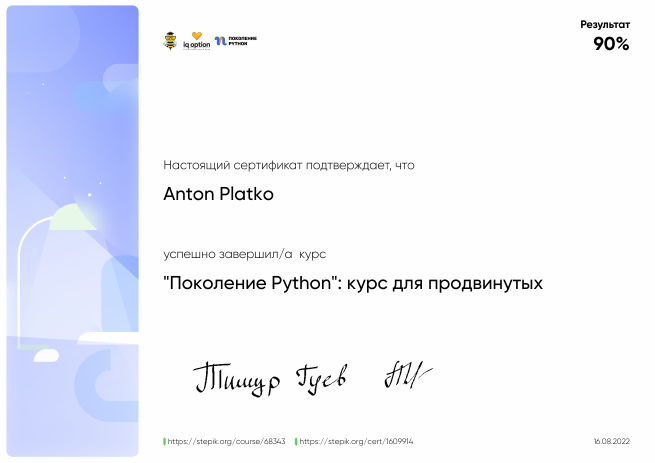 iq option
ПОКОЛЕНИЕ
PYTHON
Результат
90%
Настоящий сертификат подтверждает, что
Anton Platko
успешно завершил/а курс
"Поколение Python": курс для продвинутых
Тимур Гуев
https://stepik.org/course/68343 https://stepik.org/cert/1609914
16.08.2022